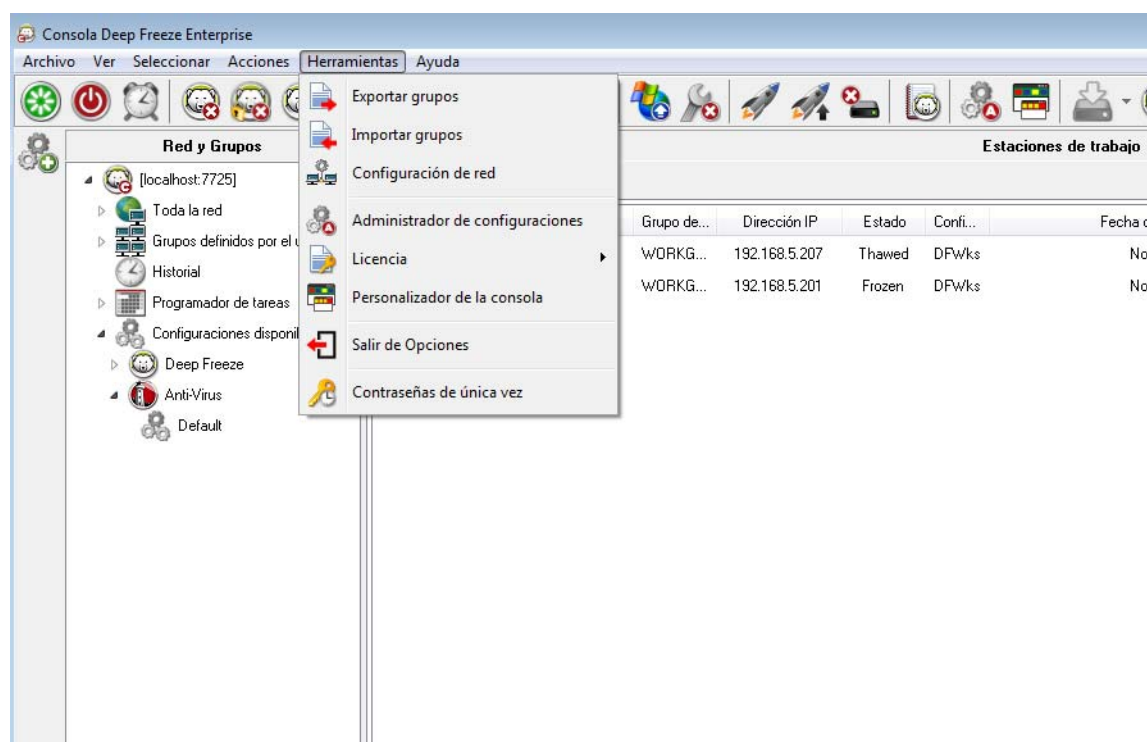 Consola Deep Freeze Enterprise
Archivo Ver Seleccionar Acciones Herramientas Ayuda
Exportar grupos
Importar grupos
Configuración de red
Administrador de configuraciones
Licencia
Personalizador de la consola
Salir de Opciones
Contraseñas de única vez
Red y Grupos
[localhost:7725]
Toda la red
Grupos definidos por el
Historial
Programador de tareas
Configuraciones
Deep Freeze
Anti-Virus
Default
Estaciones de trabajo
Grupo de... Dirección IP Estado Confi... Fecha
WORKG... 192.168.5.207 Thawed DFWks No
WORKG... 192.168.5.201 Frozen DFWks No